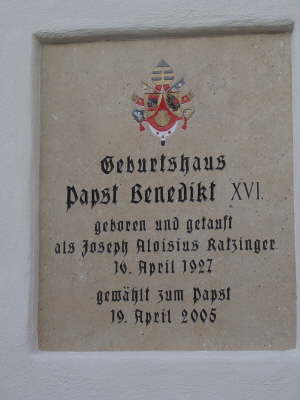 Geburtshaus
Papst Benedikt XVI.
geboren und getauft
als Joseph Aloisius Ratzinger
16. April 1927
gewählt zum Papst
19. April 2005